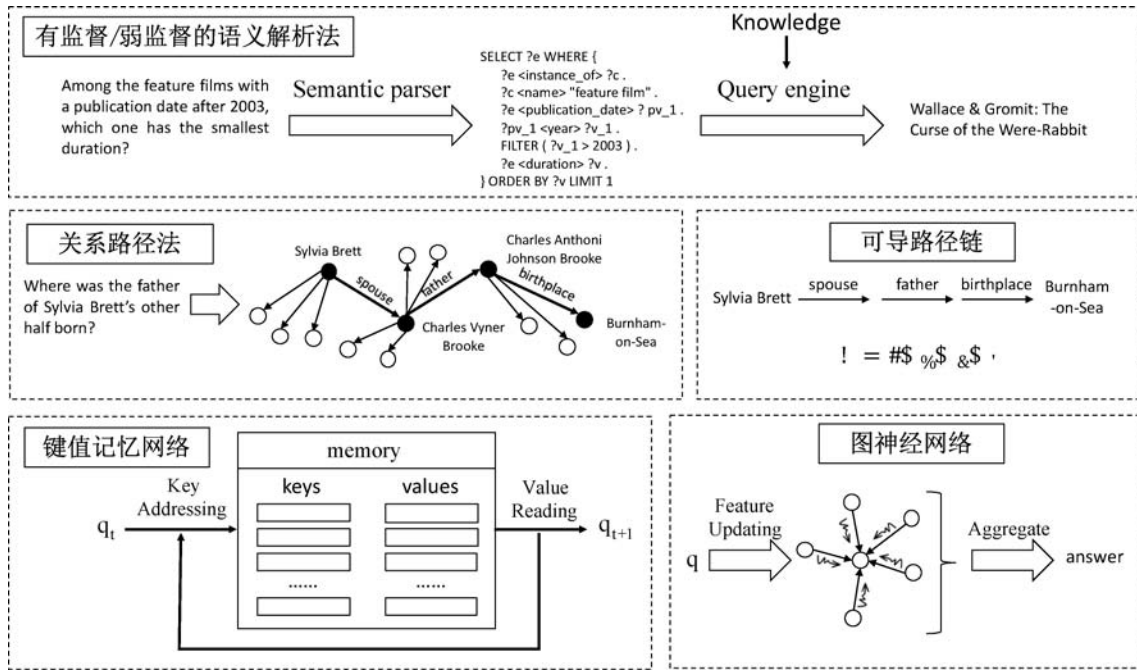 有监督/弱监督的语义解析法
Among the feature films with
a publication date after 2003,
which one has the smallest
duration?
Semantic parser
SELECT ?e WHERE {
?e <instance_of> ?c .
?c <name> "feature film" .
?e <publication_date> ? pv_1 .
?pv_1 <year> ?v_1 .
FILTER ( ?v_1 > 2003 ) .
?e <duration> ?v .
} ORDER BY ?v LIMIT 1
Knowledge
Query engine
Wallace & Gromit: The
Curse of the Were-Rabbit
关系路径法
Where was the father
of Sylvia Brett's other
half born?
Sylvia Brett
spouse
Charles Vyner
Brooke
father
Charles Anthoni
Johnson Brooke
birthplace
Burnham-
on-Sea
可导路径链
Sylvia Brett
spouse
father
birthplace
Burnham
-on-Sea
! = #$ %$ &$ '
键值记忆网络
Key
Addressing
qt
memory
keys
values
......
......
Value
Reading
qt+1
图神经网络
q
Feature
Updating
Aggregate
answer